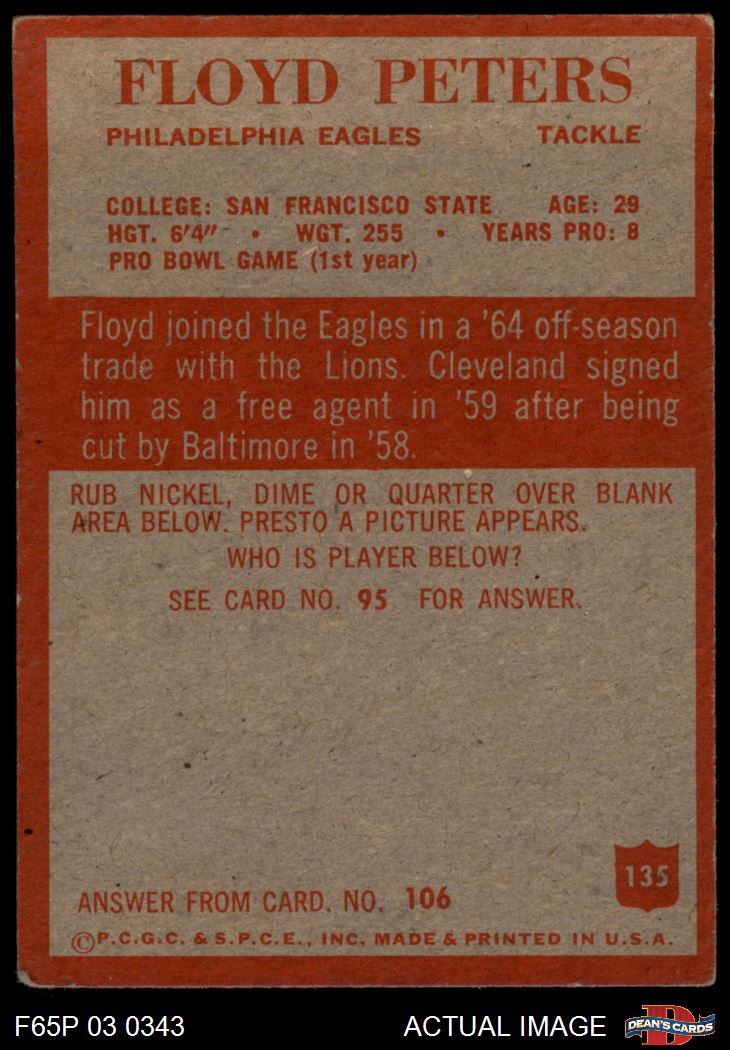 FLOYD PETERS
PHILADELPHIA EAGLES TACKLE
COLLEGE: SAN FRANCISCO STATE AGE: 29
HGT. 6'4" • WGT. 255 • YEARS PRO: 8
PRO BOWL GAME (1st year)
Floyd joined the Eagles in a '64 off-season
trade with the Lions. Cleveland signed
him as a free agent in '59 after being
cut by Baltimore in '58.
RUB NICKEL, DIME OR QUARTER OVER BLANK
AREA BELOW. PRESTO A PICTURE APPEARS.
WHO IS PLAYER BELOW?
SEE CARD NO. 95 FOR ANSWER.
135
ANSWER FROM CARD. NO. 106
©P.C.G.C. & S.P.C.E., INC. MADE & PRINTED IN U.S.A.
F65P 03 0343 ACTUAL IMAGE
D
DEAN'S CARDS